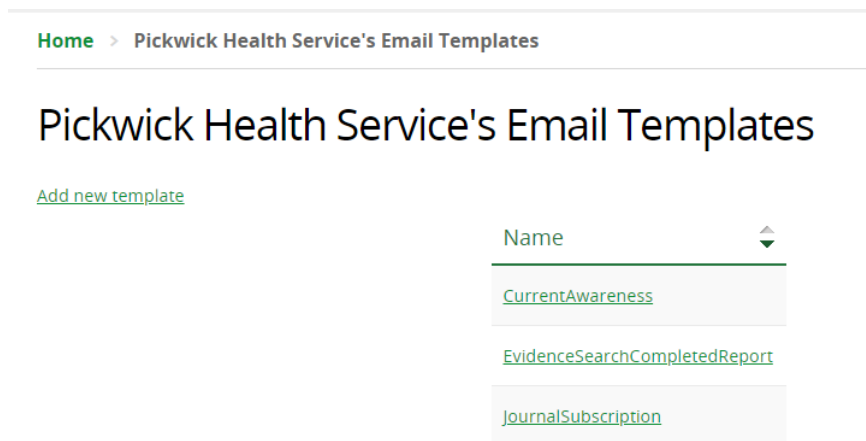 Home > Pickwick Health Service's Email Templates
Pickwick Health Service's Email Templates
Add new template
Name
CurrentAwareness
EvidenceSearchCompletedReport
JournalSubscription